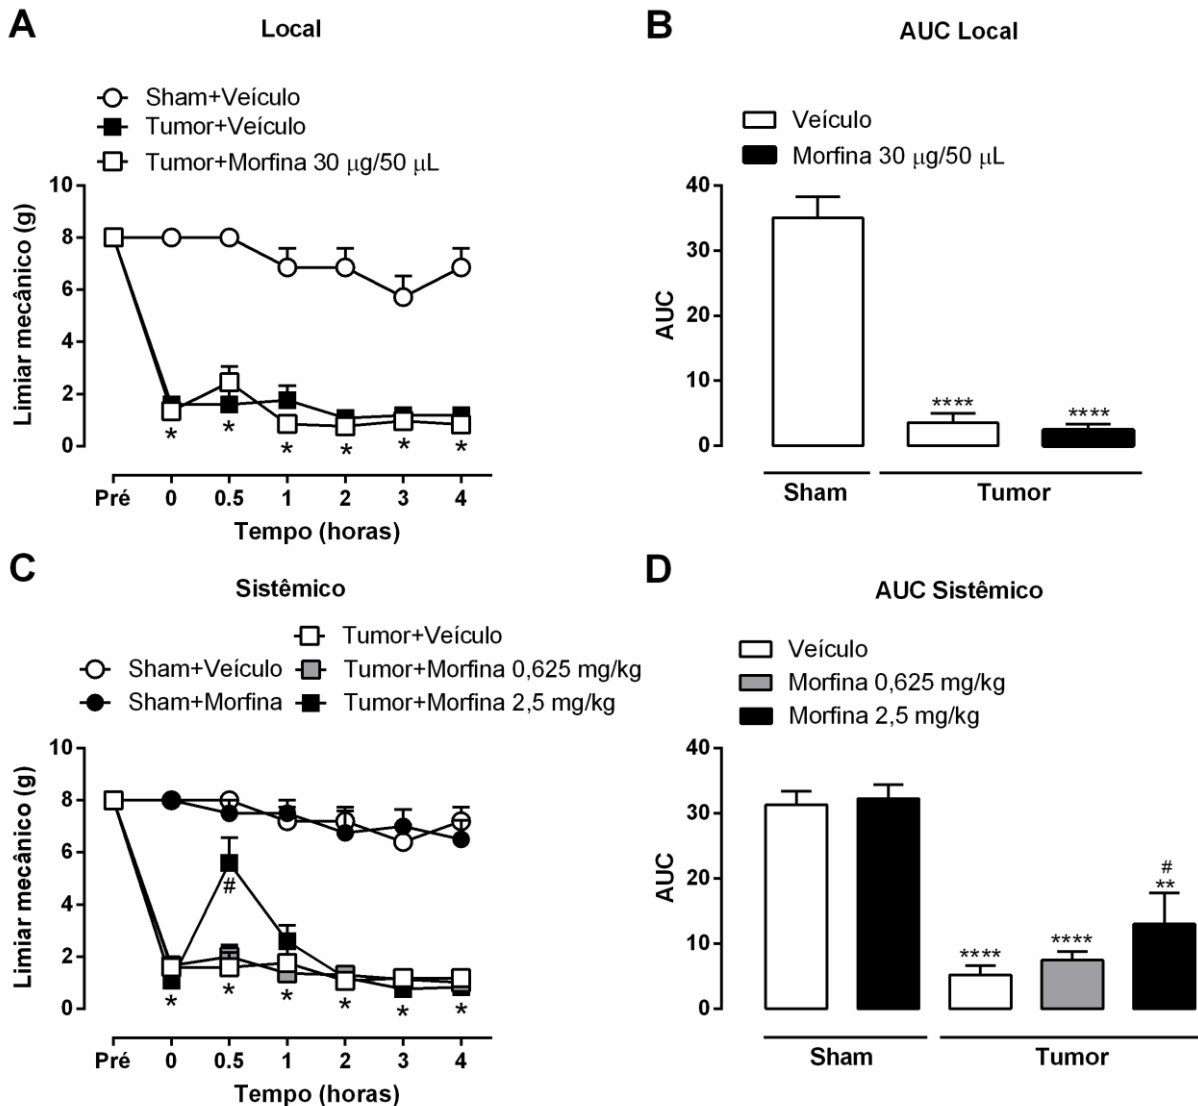 A
Local
Sham+Veículo
Tumor+Veículo
Tumor+Morfina 30 μg/50 μL
Limiar mecânico (g)
10
8
6
4
2
0
* * * * * *
Pré 0 0.5 1 2 3 4
Tempo (horas)
B
AUC Local
Veículo
Morfina 30 μg/50 μL
AUC
40
30
20
10
0
**** ****
Sham Tumor
C
Sistêmico
Tumor+Veículo
Sham+Veículo Tumor+Morfina 0,625 mg/kg
Sham+Morfina Tumor+Morfina 2,5 mg/kg
Limiar mecânico (g)
10
8
6
4
2
0
#
* * * * * *
Pré 0 0.5 1 2 3 4
Tempo (horas)
D
AUC Sistêmico
Veículo
Morfina 0,625 mg/kg
Morfina 2,5 mg/kg
AUC
40
30
20
10
0
#
**** **** **
Sham Tumor